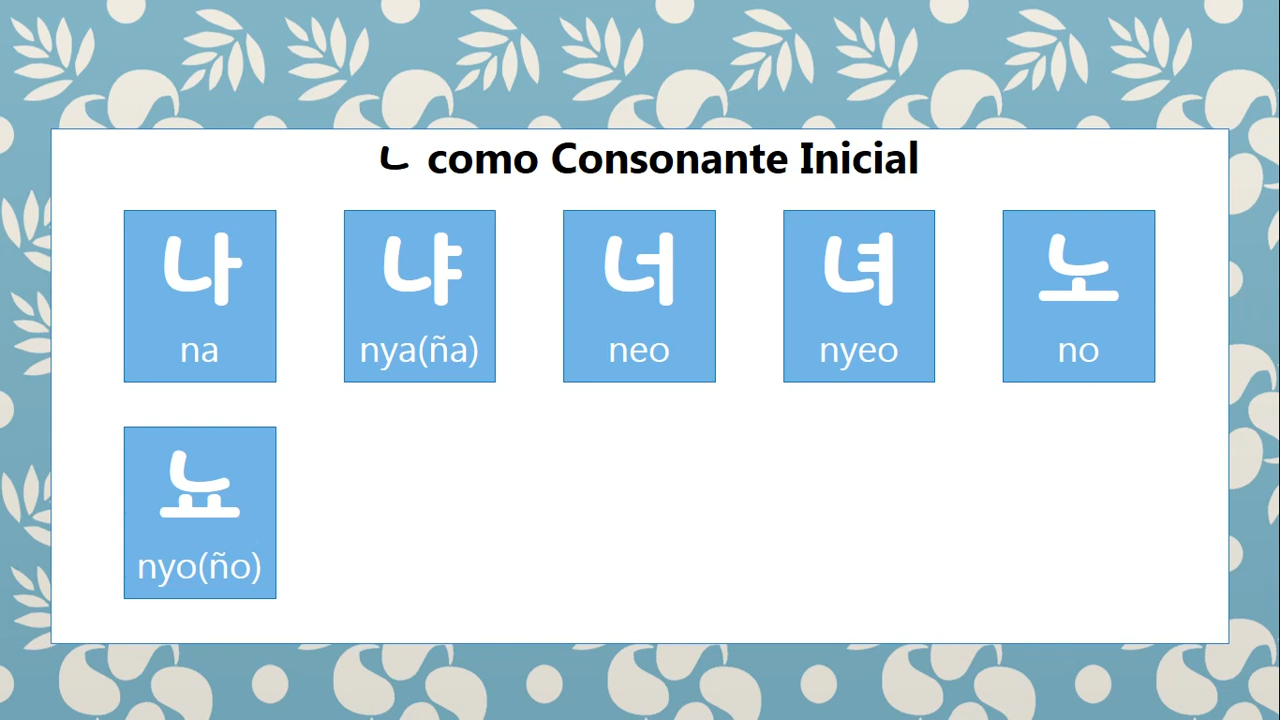 ㄴ como Consonante Inicial
나 냐 너 녀 노
na nya(ña) neo nyeo no
뇨
nyo(ño)